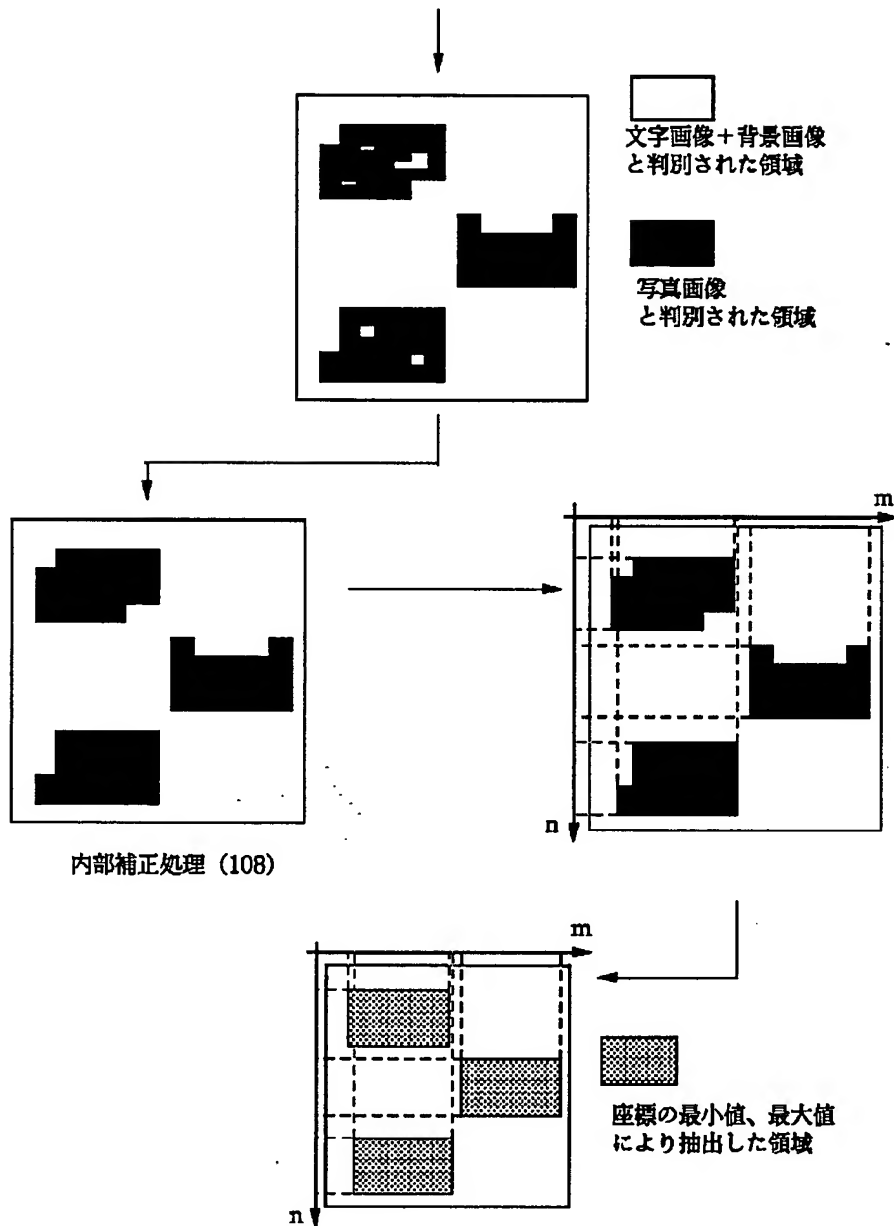 文字画像＋背景画像
と判別された領域
写真画像
と判別された領域
m
n
内部補正処理（108）
m
n
座標の最小値、最大値
により抽出した領域